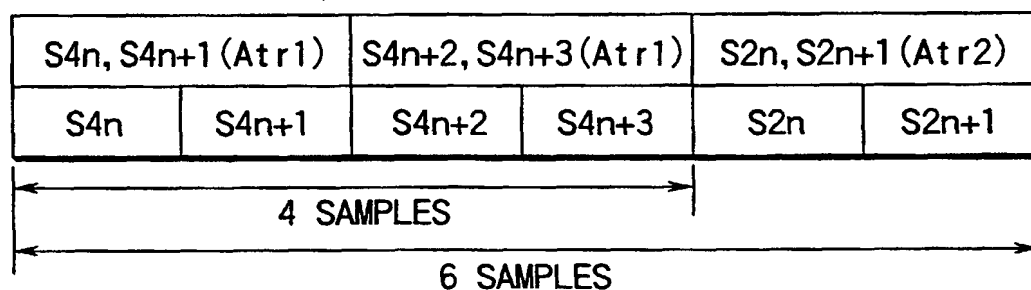 S4n, S4n+1(Atr1) S4n+2, S4n+3(Atr1) S2n, S2n+1(Atr2)
S4n S4n+1 S4n+2 S4n+3 S2n S2n+1
4 SAMPLES
6 SAMPLES